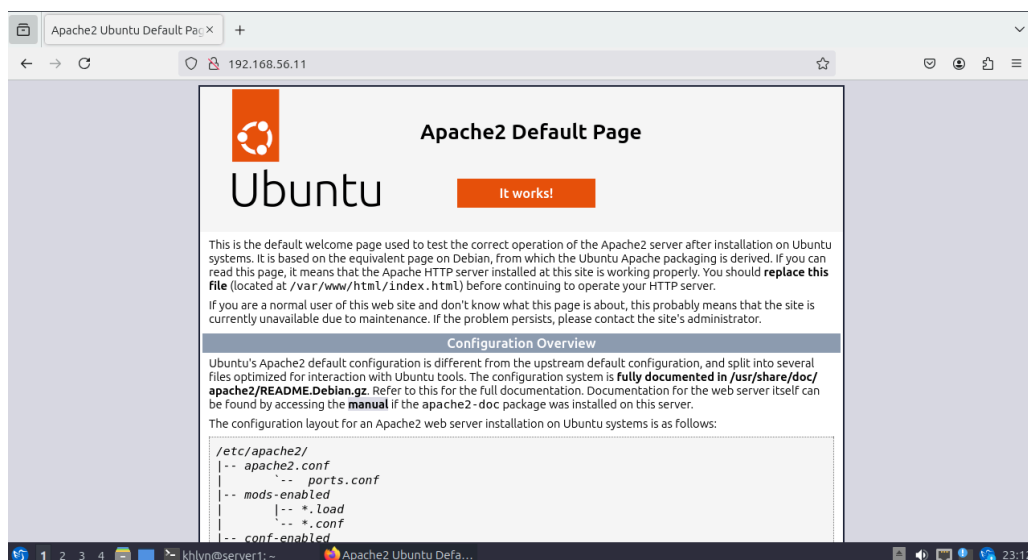 Apache2 Ubuntu Default Pag
192.168.56.11
Apache2 Default Page
Ubuntu
It works!
This is the default welcome page used to test the correct operation of the Apache2 server after installation on Ubuntu
systems. It is based on the equivalent page on Debian, from which the Ubuntu Apache packaging is derived. If you can
read this page, it means that the Apache HTTP server installed at this site is working properly. You should replace this
file (located at /var/www/html/index.html) before continuing to operate your HTTP server.
If you are a normal user of this web site and don't know what this page is about, this probably means that the site is
currently unavailable due to maintenance. If the problem persists, please contact the site's administrator.
Configuration Overview
Ubuntu's Apache2 default configuration is different from the upstream default configuration, and split into several
files optimized for interaction with Ubuntu tools. The configuration system is fully documented in /usr/share/doc/
apache2/README.Debian.gz. Refer to this for the full documentation. Documentation for the web server itself can
be found by accessing the manual if the apache2-doc package was installed on this server.
The configuration layout for an Apache2 web server installation on Ubuntu systems is as follows:
/etc/apache2/
|-- apache2.conf
|       `--  ports.conf
|-- mods-enabled
|       |-- *.load
|       `-- *.conf
|-- conf-enabled
1 2 3 4 khlyn@server1: ~ Apache2 Ubuntu Defa... 23:12